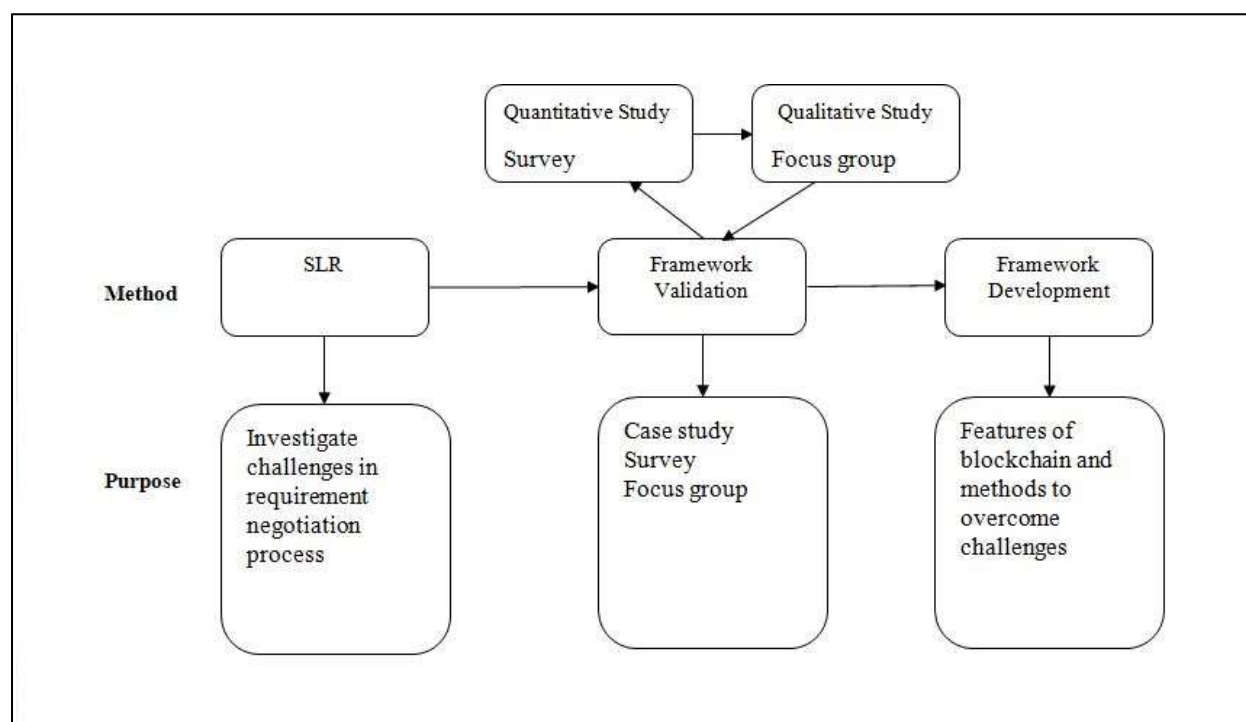 Quantitative Study
Survey
Qualitative Study
Focus group
Method
SLR
Framework
Validation
Framework
Development
Purpose
Investigate
challenges in
requirement
negotiation
process
Case study
Survey
Focus group
Features of
blockchain and
methods to
overcome
challenges